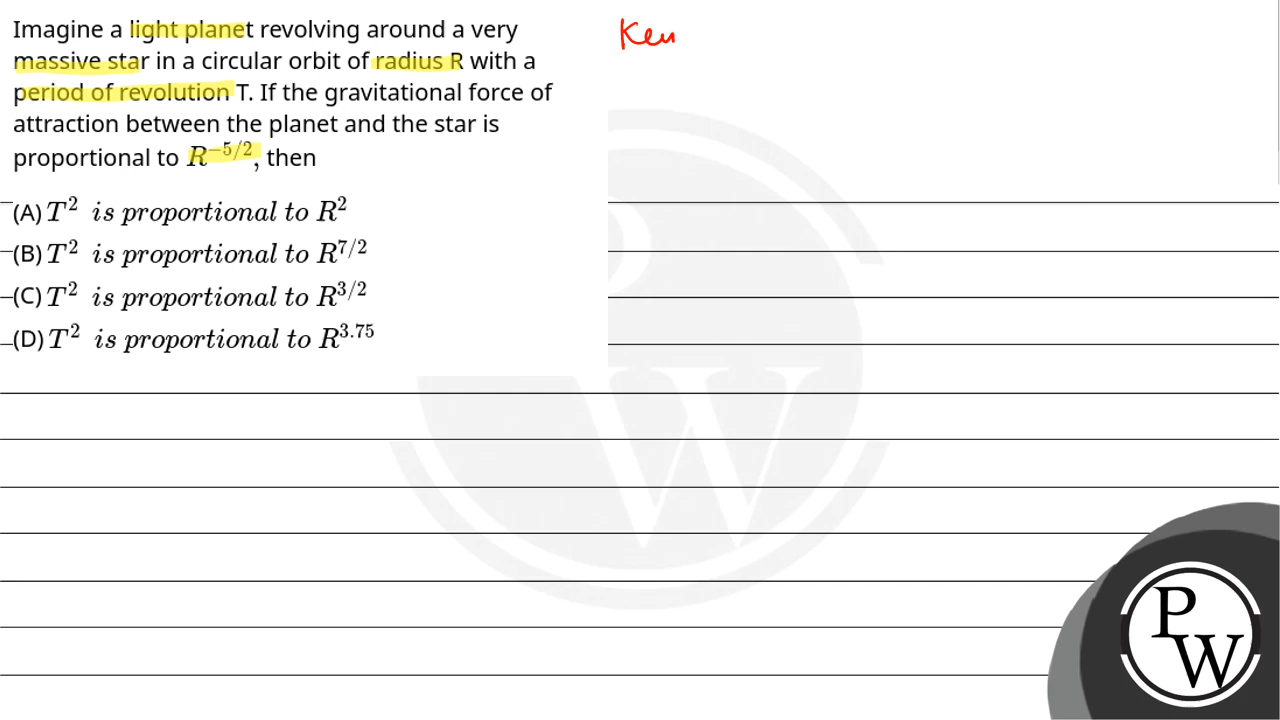 Imagine a light planet revolving around a very
massive star in a circular orbit of radius R with a
period of revolution T. If the gravitational force of
attraction between the planet and the star is
proportional to $R^{-5/2}$, then
(A) $T^2$ is proportional to $R^2$
(B) $T^2$ is proportional to $R^{7/2}$
(C) $T^2$ is proportional to $R^{3/2}$
(D) $T^2$ is proportional to $R^{3.75}$
Keu
P
W